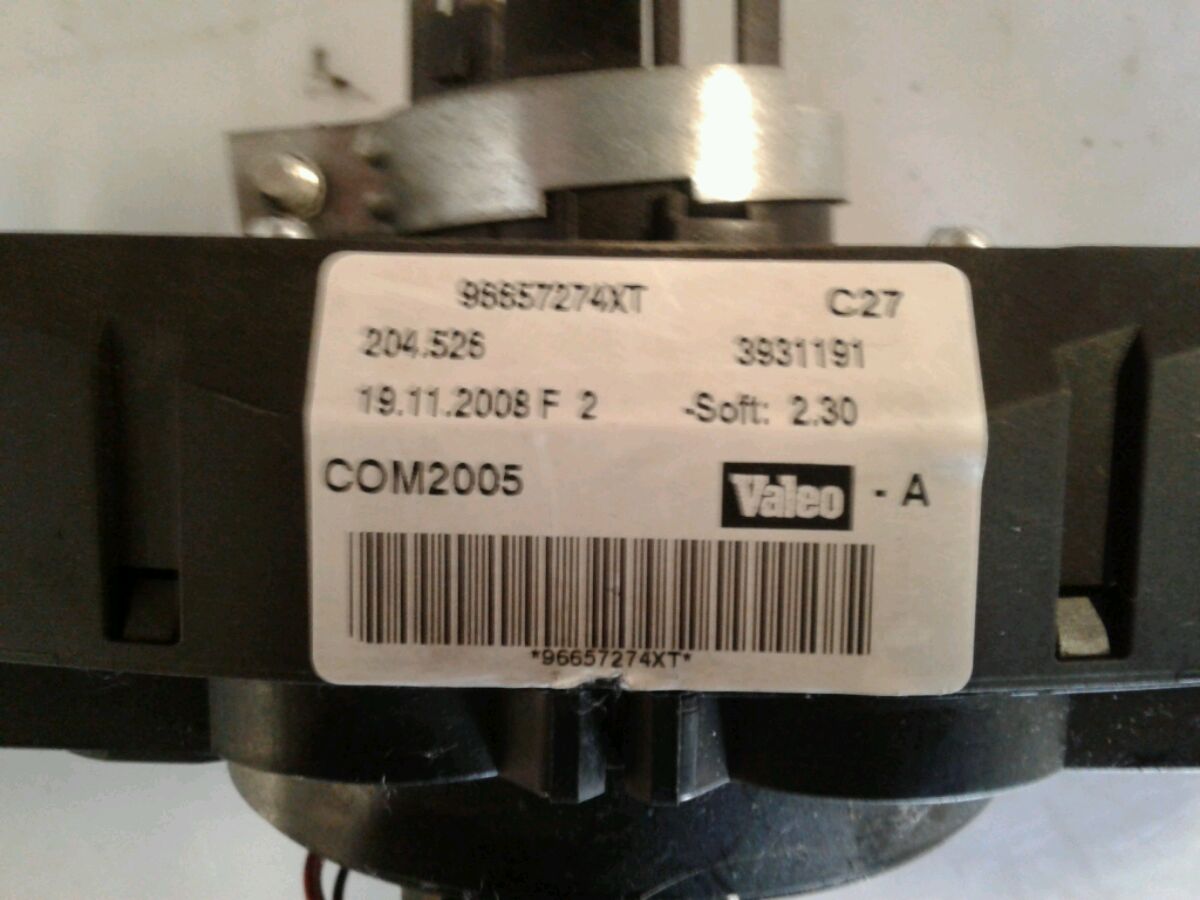 96657274XT C27
204.526 3931191
19.11.2008 F 2 -Soft: 2.30
COM2005 Valeo - A
*96657274XT*